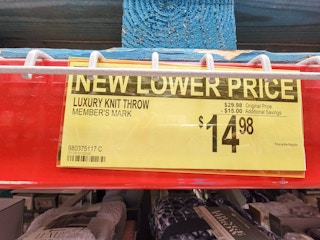 NEW LOWER PRICE
LUXURY KNIT THROW
MEMBER'S MARK
$29.98 Original Price
- $15.00 Additional Savings
$14.98
980375117 C